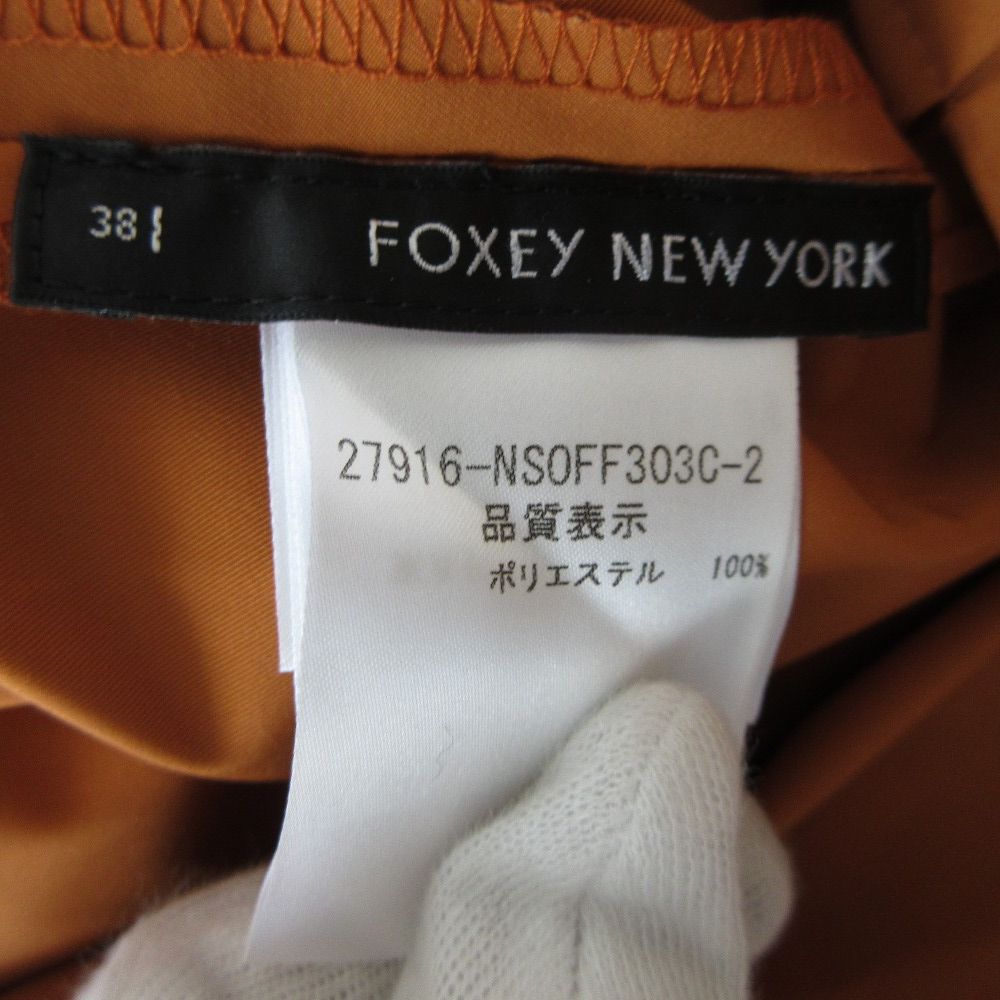 38
FOXEY NEW YORK
27916-NSOFF303C-2
品質表示
ポリエステル 100%